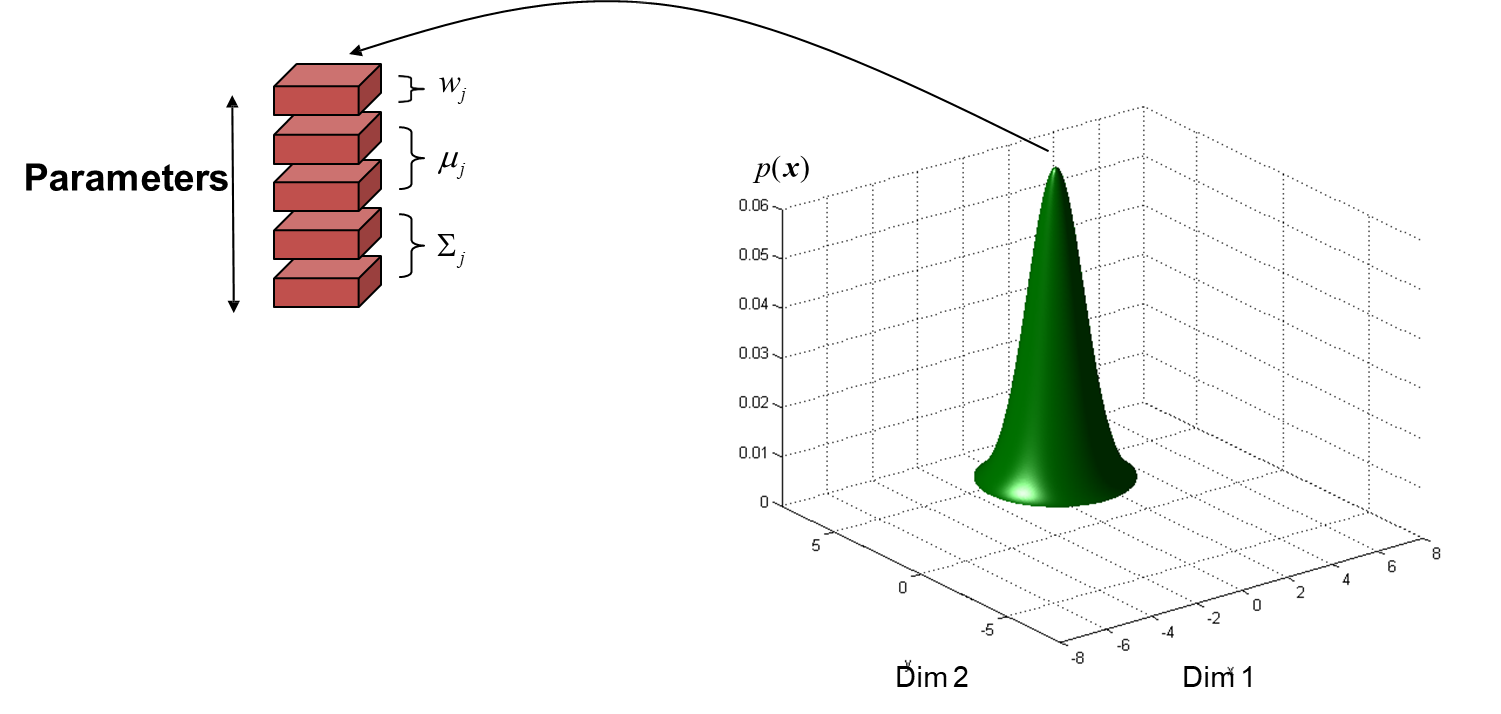 w_j
Parameters
μ_j
Σ_j
p(x)
0.06
0.05
0.04
0.03
0.02
0.01
0
5
0
-5
-8
-6
-4
-2
0
2
4
6
8
y
Dim 2
x
Dim 1